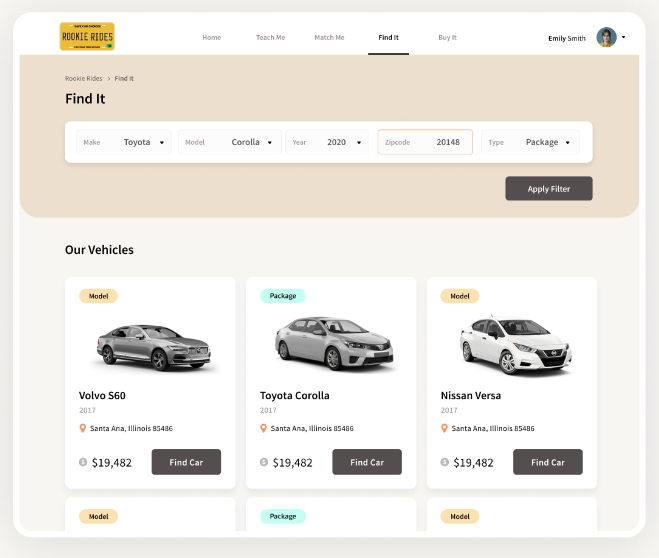 ROOKIE RIDES
Home Teach Me Match Me Find It Buy It
Emily Smith
Rookie Rides > Find It
Find It
Make Toyota Model Corolla Year 2020 Zipcode 20148 Type Package
Apply Filter
Our Vehicles
Model Package Model
Volvo S60 Toyota Corolla Nissan Versa
2017 2017 2017
Santa Ana, Illinois 85486 Santa Ana, Illinois 85486 Santa Ana, Illinois 85486
$19,482 Find Car $19,482 Find Car $19,482 Find Car
Model Package Model